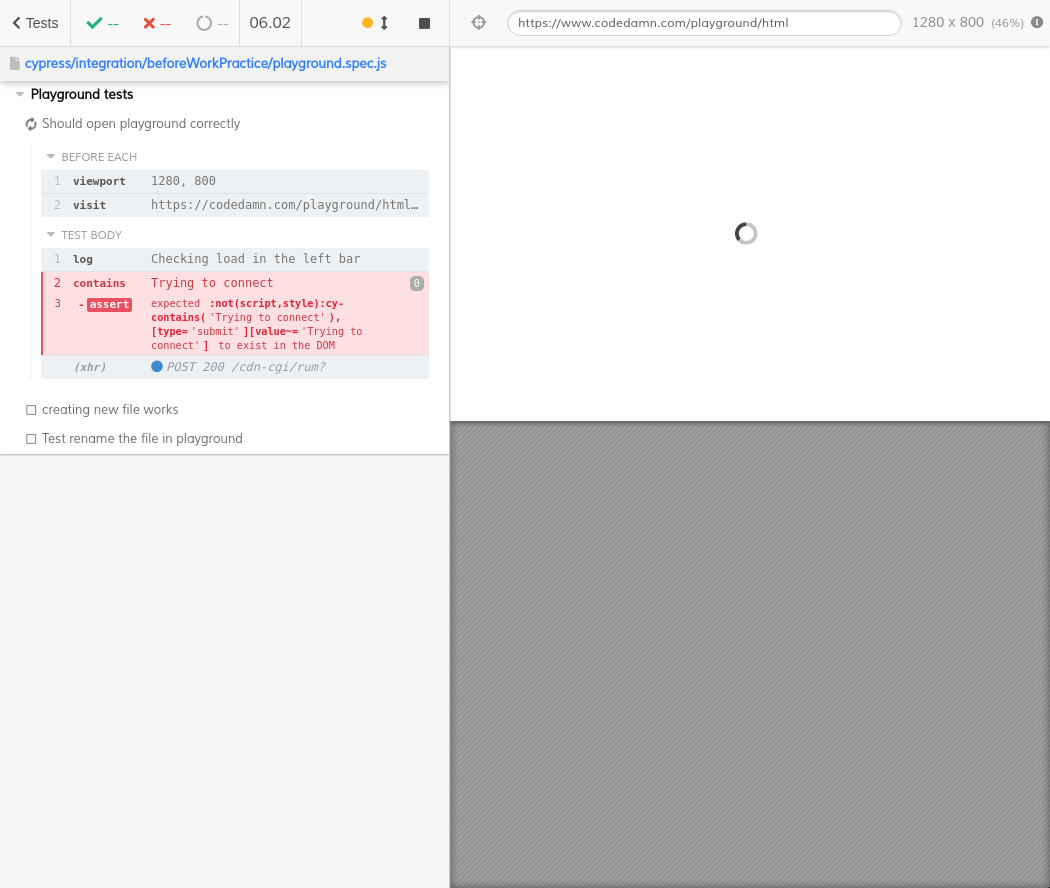 Tests -- -- -- 06.02
https://www.codedamn.com/playground/html 1280 x 800 (46%)
cypress/integration/beforeWorkPractice/playground.spec.js
Playground tests
Should open playground correctly
BEFORE EACH
1 viewport 1280, 800
2 visit https://codedamn.com/playground/html…
TEST BODY
1 log Checking load in the left bar
2 contains Trying to connect 0
3 -assert expected :not(script,style):cy-
contains('Trying to connect'),
[type='submit'][value~='Trying to
connect'] to exist in the DOM
(xhr) POST 200 /cdn-cgi/rum?
creating new file works
Test rename the file in playground